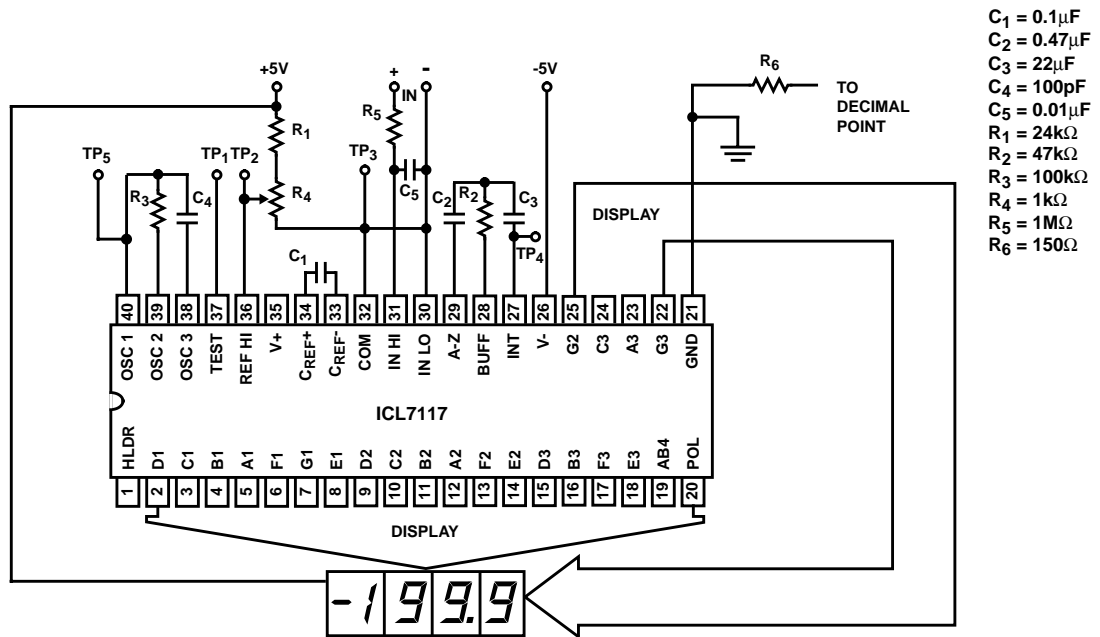 C1 = 0.1μF
C2 = 0.47μF
C3 = 22μF
C4 = 100pF
C5 = 0.01μF
R1 = 24kΩ
R2 = 47kΩ
R3 = 100kΩ
R4 = 1kΩ
R5 = 1MΩ
R6 = 150Ω
+5V
+ -
IN
-5V
R6
TO
DECIMAL
POINT
R5
R1
TP5
TP1
TP2
TP3
R3
C4
R4
C5
C2
R2
C3
DISPLAY
TP4
C1
40 39 38 37 36 35 34 33 32 31 30 29 28 27 26 25 24 23 22 21
OSC 1
OSC 2
OSC 3
TEST
REF HI
V+
CREF+
CREF-
COM
IN HI
IN LO
A-Z
BUFF
INT
V-
G2
C3
A3
G3
GND
ICL7117
HLDR
D1
C1
B1
A1
F1
G1
E1
D2
C2
B2
A2
F2
E2
D3
B3
F3
E3
AB4
POL
1 2 3 4 5 6 7 8 9 10 11 12 13 14 15 16 17 18 19 20
DISPLAY
-199.9